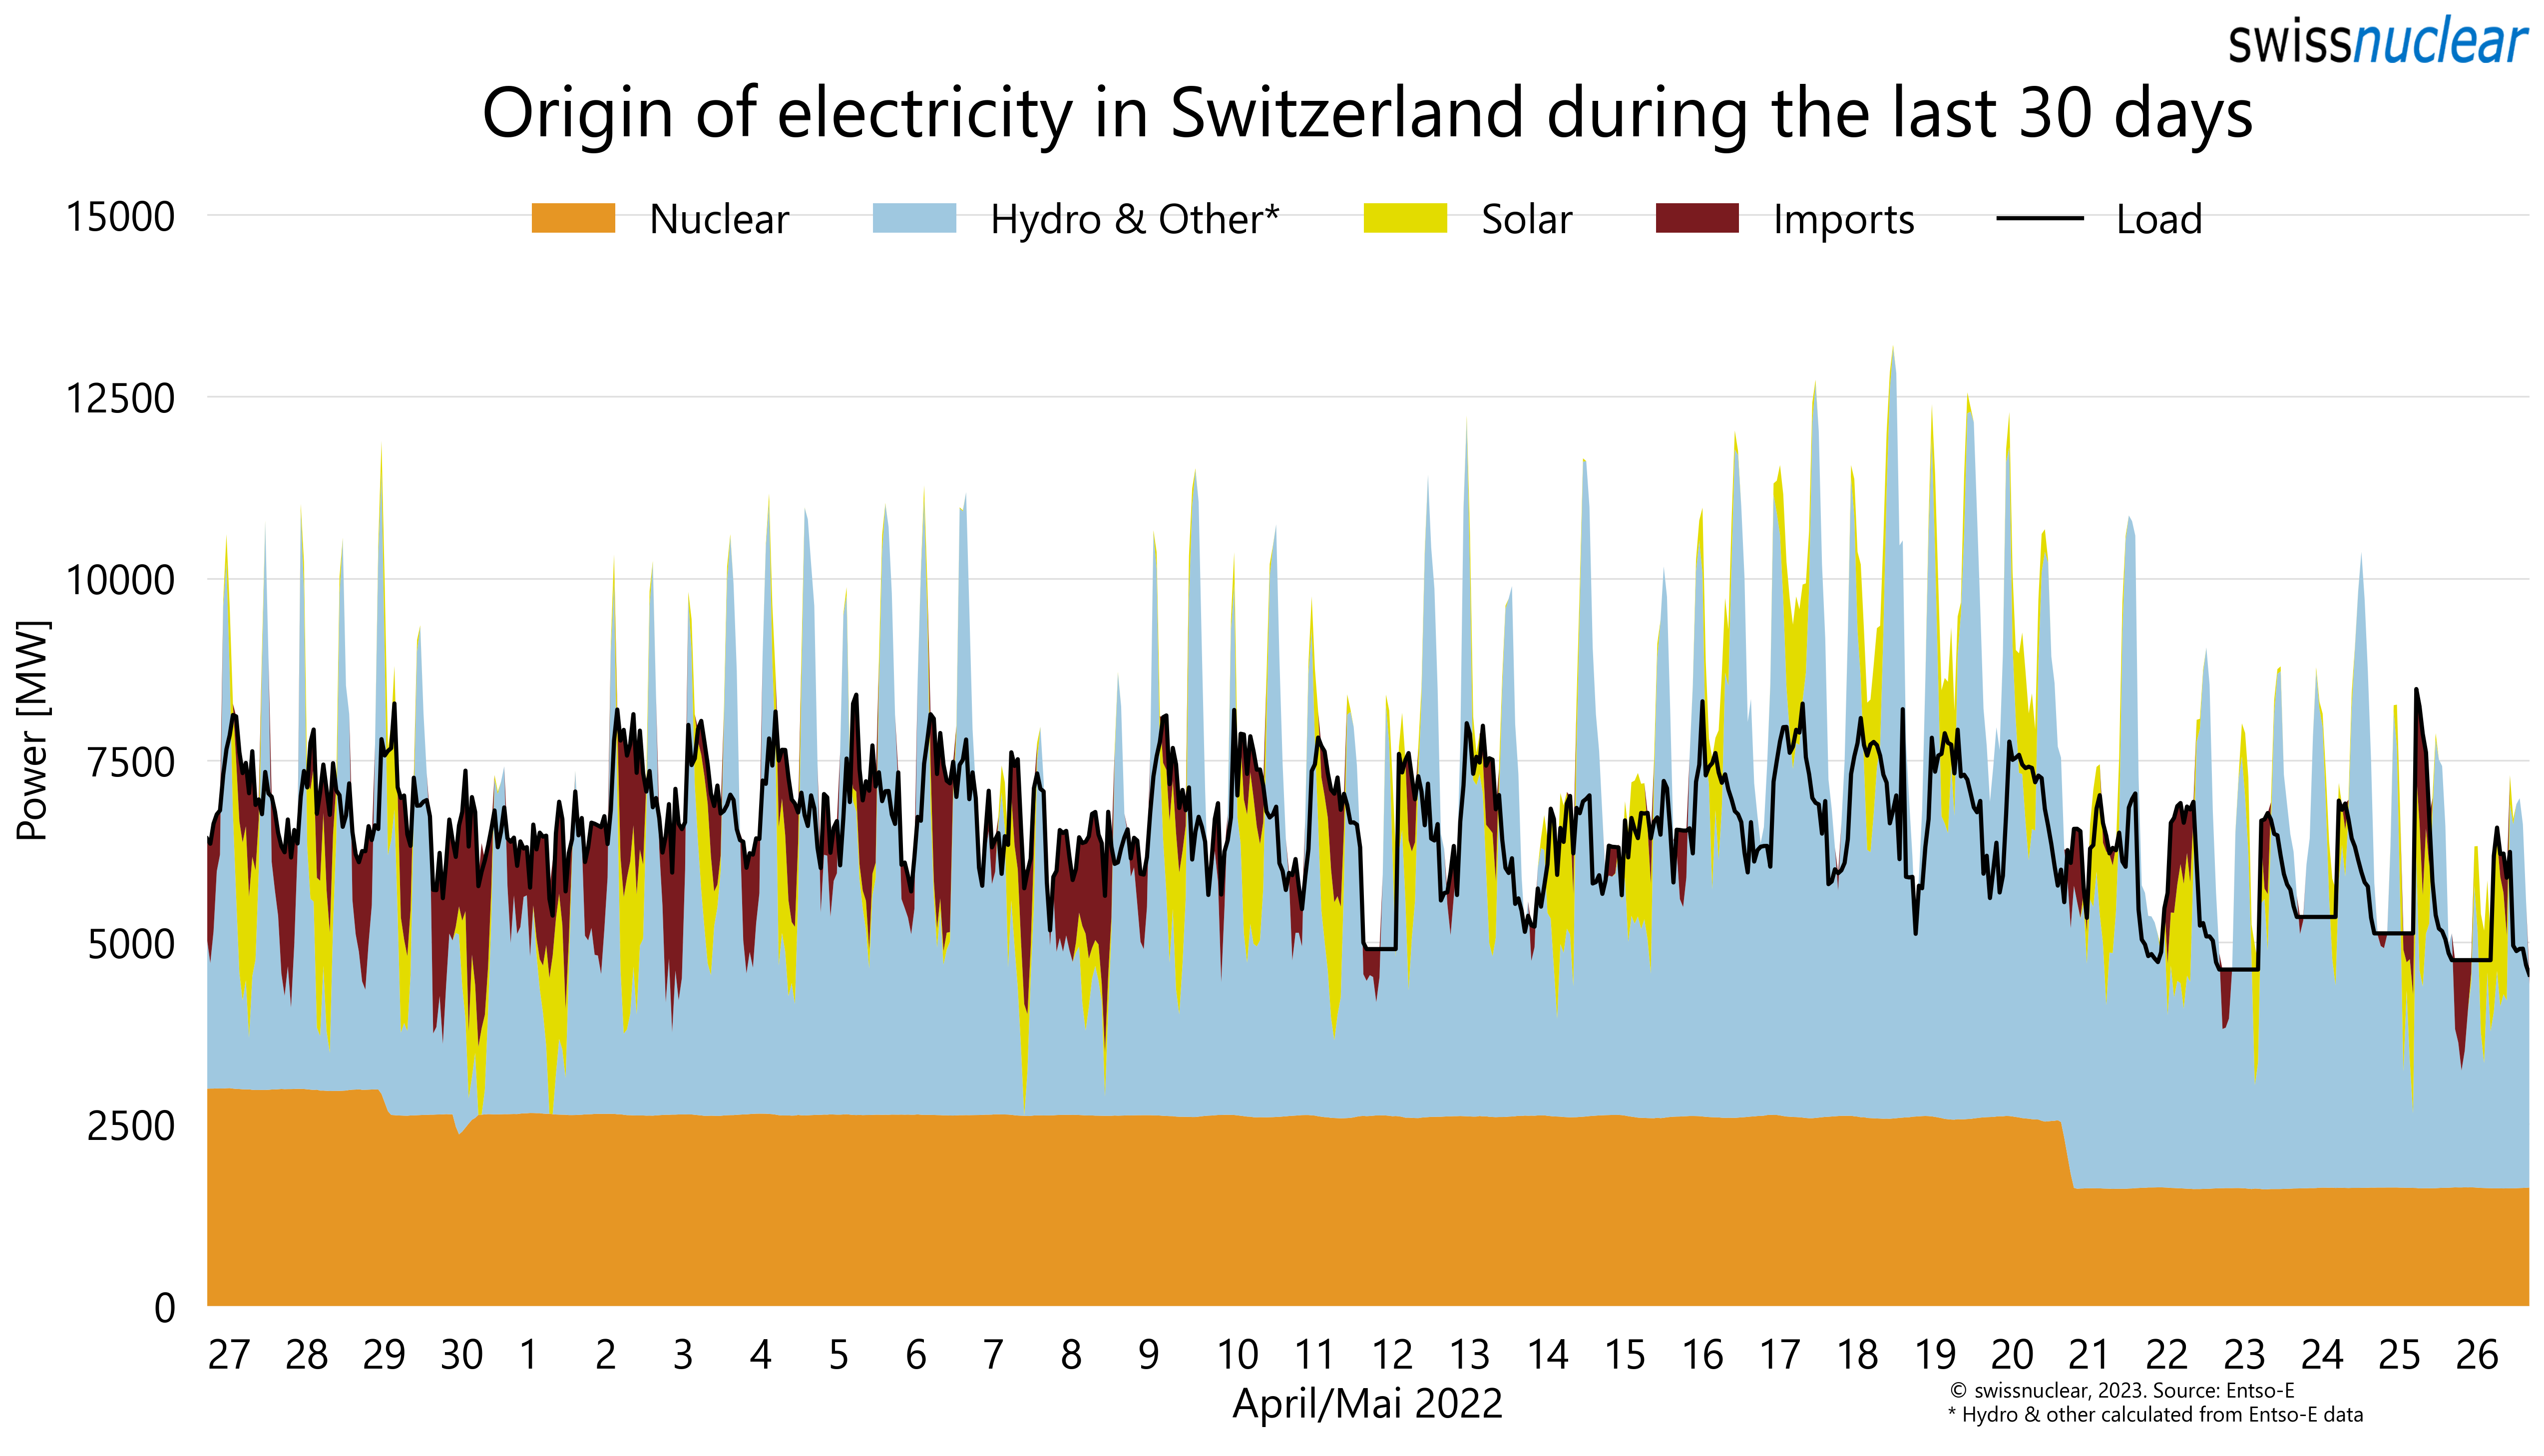 swissnuclear
Origin of electricity in Switzerland during the last 30 days
Nuclear Hydro & Other* Solar Imports Load
15000
12500
10000
7500
5000
2500
0
Power [MW]
27 28 29 30 1 2 3 4 5 6 7 8 9 10 11 12 13 14 15 16 17 18 19 20 21 22 23 24 25 26
April/Mai 2022
© swissnuclear, 2023. Source: Entso-E
* Hydro & other calculated from Entso-E data